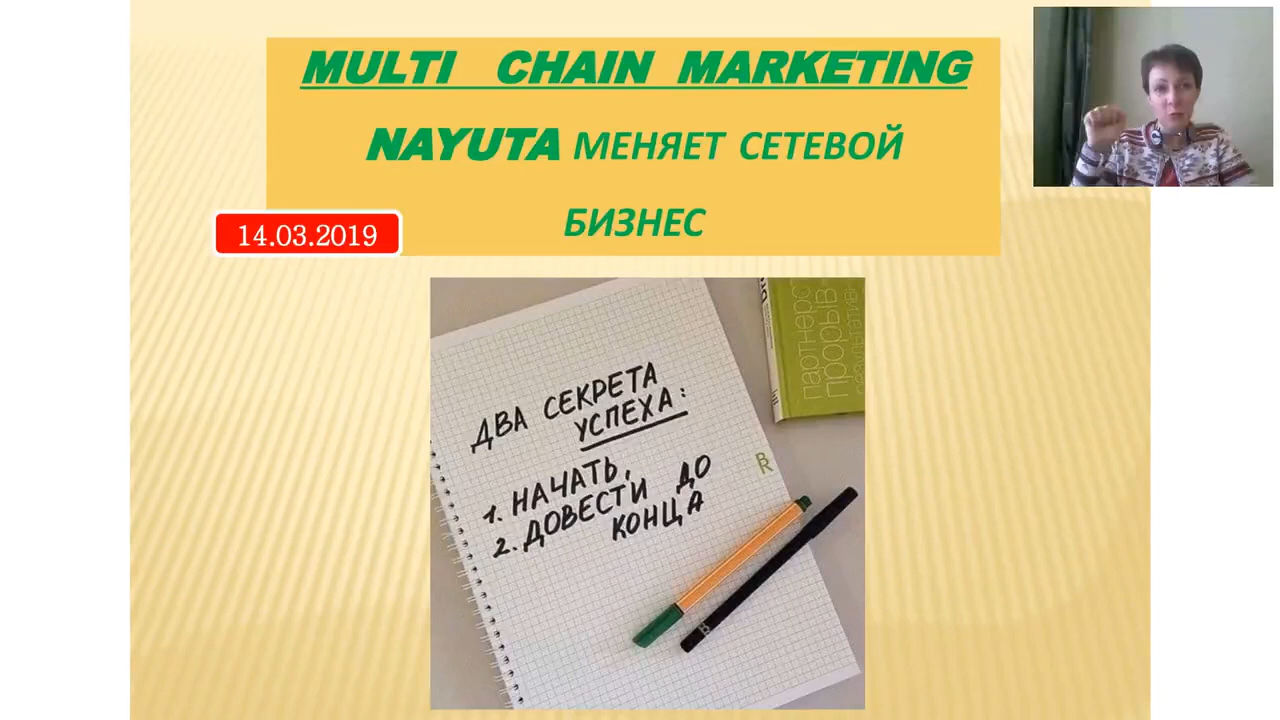 MULTI CHAIN MARKETING
NAYUTA МЕНЯЕТ СЕТЕВОЙ
БИЗНЕС
14.03.2019
ДВА СЕКРЕТА
УСПЕХА:
1. НАЧАТЬ,
2. ДОВЕСТИ ДО
КОНЦА
прорыв